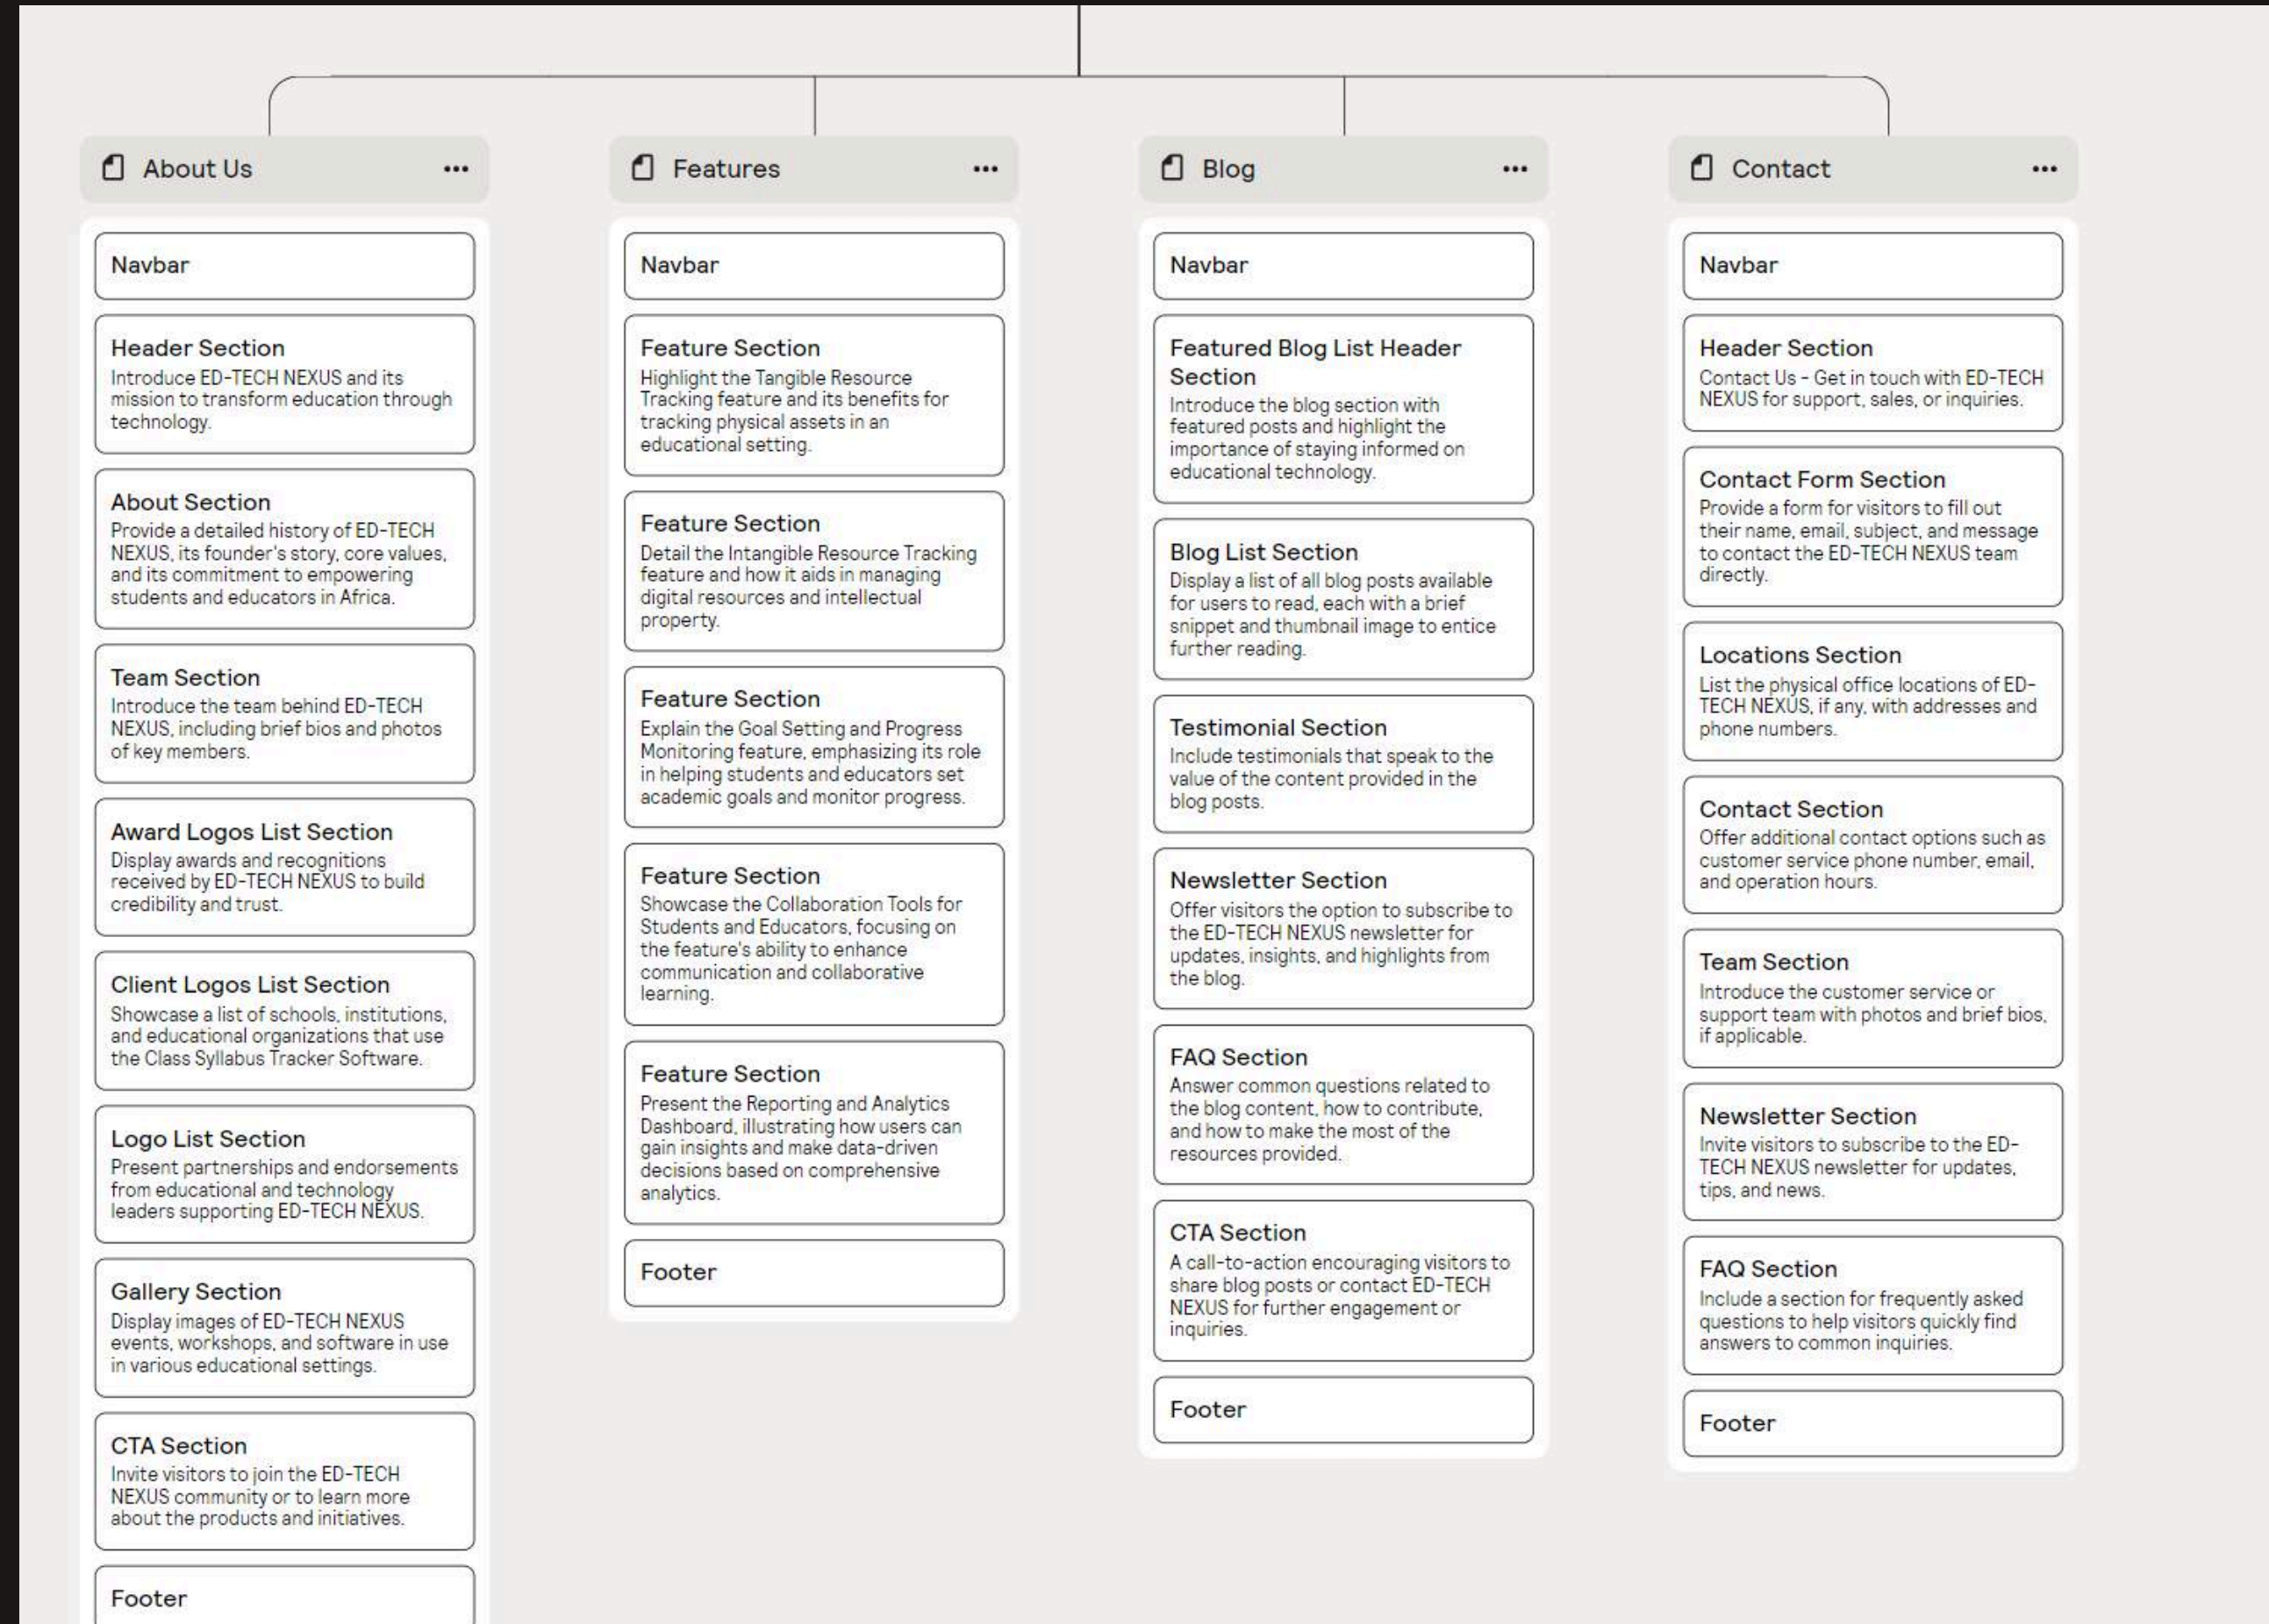 About Us
Navbar
Header Section
Introduce ED-TECH NEXUS and its
mission to transform education through
technology.
About Section
Provide a detailed history of ED-TECH
NEXUS, its founder's story, core values,
and its commitment to empowering
students and educators in Africa.
Team Section
Introduce the team behind ED-TECH
NEXUS, including brief bios and photos
of key members.
Award Logos List Section
Display awards and recognitions
received by ED-TECH NEXUS to build
credibility and trust.
Client Logos List Section
Showcase a list of schools, institutions,
and educational organizations that use
the Class Syllabus Tracker Software.
Logo List Section
Present partnerships and endorsements
from educational and technology
leaders supporting ED-TECH NEXUS.
Gallery Section
Display images of ED-TECH NEXUS
events, workshops, and software in use
in various educational settings.
CTA Section
Invite visitors to join the ED-TECH
NEXUS community or to learn more
about the products and initiatives.
Footer
Features
Navbar
Feature Section
Highlight the Tangible Resource
Tracking feature and its benefits for
tracking physical assets in an
educational setting.
Feature Section
Detail the Intangible Resource Tracking
feature and how it aids in managing
digital resources and intellectual
property.
Feature Section
Explain the Goal Setting and Progress
Monitoring feature, emphasizing its role
in helping students and educators set
academic goals and monitor progress.
Feature Section
Showcase the Collaboration Tools for
Students and Educators, focusing on
the feature's ability to enhance
communication and collaborative
learning.
Feature Section
Present the Reporting and Analytics
Dashboard, illustrating how users can
gain insights and make data-driven
decisions based on comprehensive
analytics.
Footer
Blog
Navbar
Featured Blog List Header
Section
Introduce the blog section with
featured posts and highlight the
importance of staying informed on
educational technology.
Blog List Section
Display a list of all blog posts available
for users to read, each with a brief
snippet and thumbnail image to entice
further reading.
Testimonial Section
Include testimonials that speak to the
value of the content provided in the
blog posts.
Newsletter Section
Offer visitors the option to subscribe to
the ED-TECH NEXUS newsletter for
updates, insights, and highlights from
the blog.
FAQ Section
Answer common questions related to
the blog content, how to contribute,
and how to make the most of the
resources provided.
CTA Section
A call-to-action encouraging visitors to
share blog posts or contact ED-TECH
NEXUS for further engagement or
inquiries.
Footer
Contact
Navbar
Header Section
Contact Us - Get in touch with ED-TECH
NEXUS for support, sales, or inquiries.
Contact Form Section
Provide a form for visitors to fill out
their name, email, subject, and message
to contact the ED-TECH NEXUS team
directly.
Locations Section
List the physical office locations of ED-
TECH NEXUS, if any, with addresses and
phone numbers.
Contact Section
Offer additional contact options such as
customer service phone number, email,
and operation hours.
Team Section
Introduce the customer service or
support team with photos and brief bios,
if applicable.
Newsletter Section
Invite visitors to subscribe to the ED-
TECH NEXUS newsletter for updates,
tips, and news.
FAQ Section
Include a section for frequently asked
questions to help visitors quickly find
answers to common inquiries.
Footer